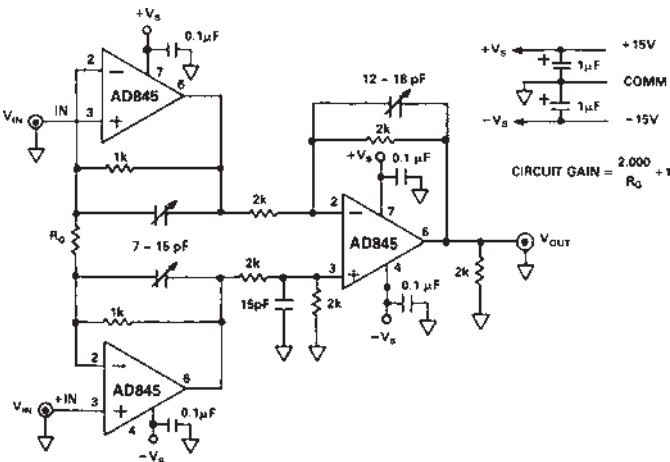 +Vs
0.1µF
2
7
6
AD845
VIN
IN
3
1k
RG
7 – 15 pF
1k
2
6
AD845
VIN
+IN
3
4
0.1µF
–Vs
2k
2k
15pF
2k
12 – 18 pF
2k
+Vs
0.1 µF
2
7
AD845
6
3
4
0.1 µF
–Vs
2k
VOUT
+Vs
+15V
1µF
COMM
1µF
–Vs
–15V
CIRCUIT GAIN = 2.000 / RG + 1